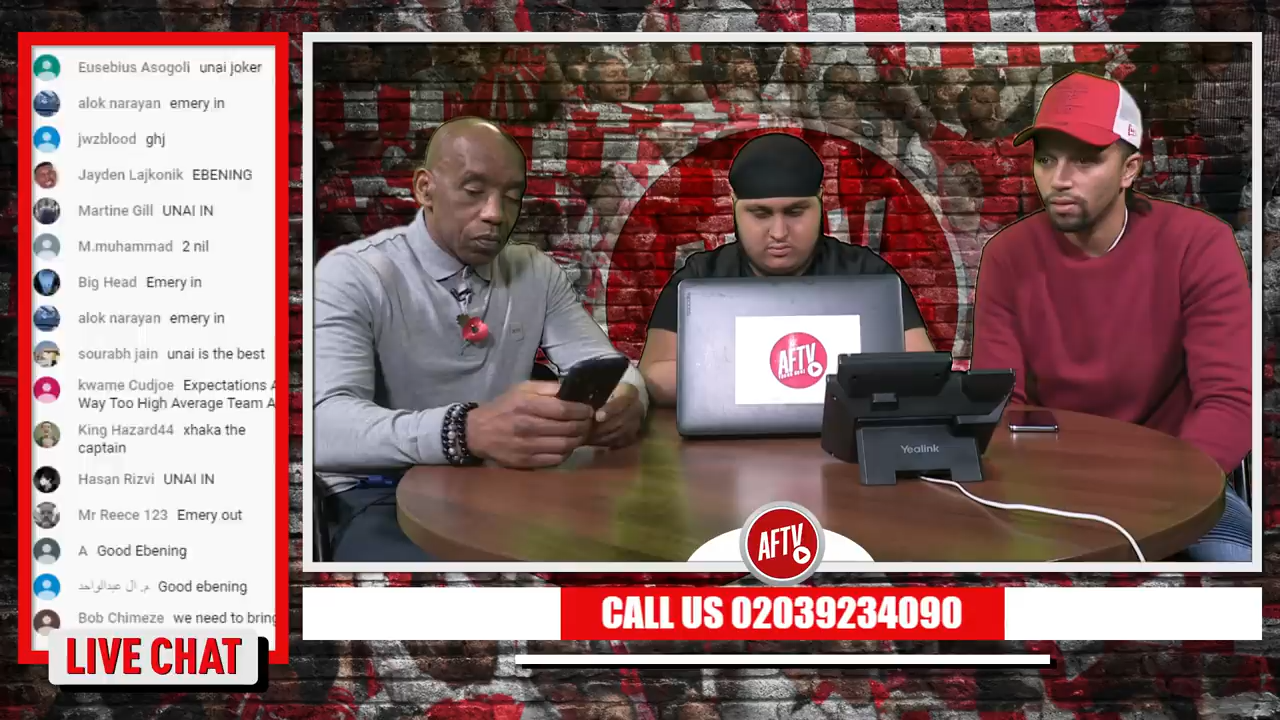 Eusebius Asogoli unai joker
alok narayan emery in
jwzblood ghj
Jayden Lajkonik EBENING
Martine Gill UNAI IN
M.muhammad 2 nil
Big Head Emery in
alok narayan emery in
sourabh jain unai is the best
kwame Cudjoe Expectations A
Way Too High Average Team A
King Hazard44 xhaka the
captain
Hasan Rizvi UNAI IN
Mr Reece 123 Emery out
A Good Ebening
م. ال عبدالواحد Good ebening
Bob Chimeze we need to bring
LIVE CHAT
AFTV
Yealink
AFTV
CALL US 02039234090